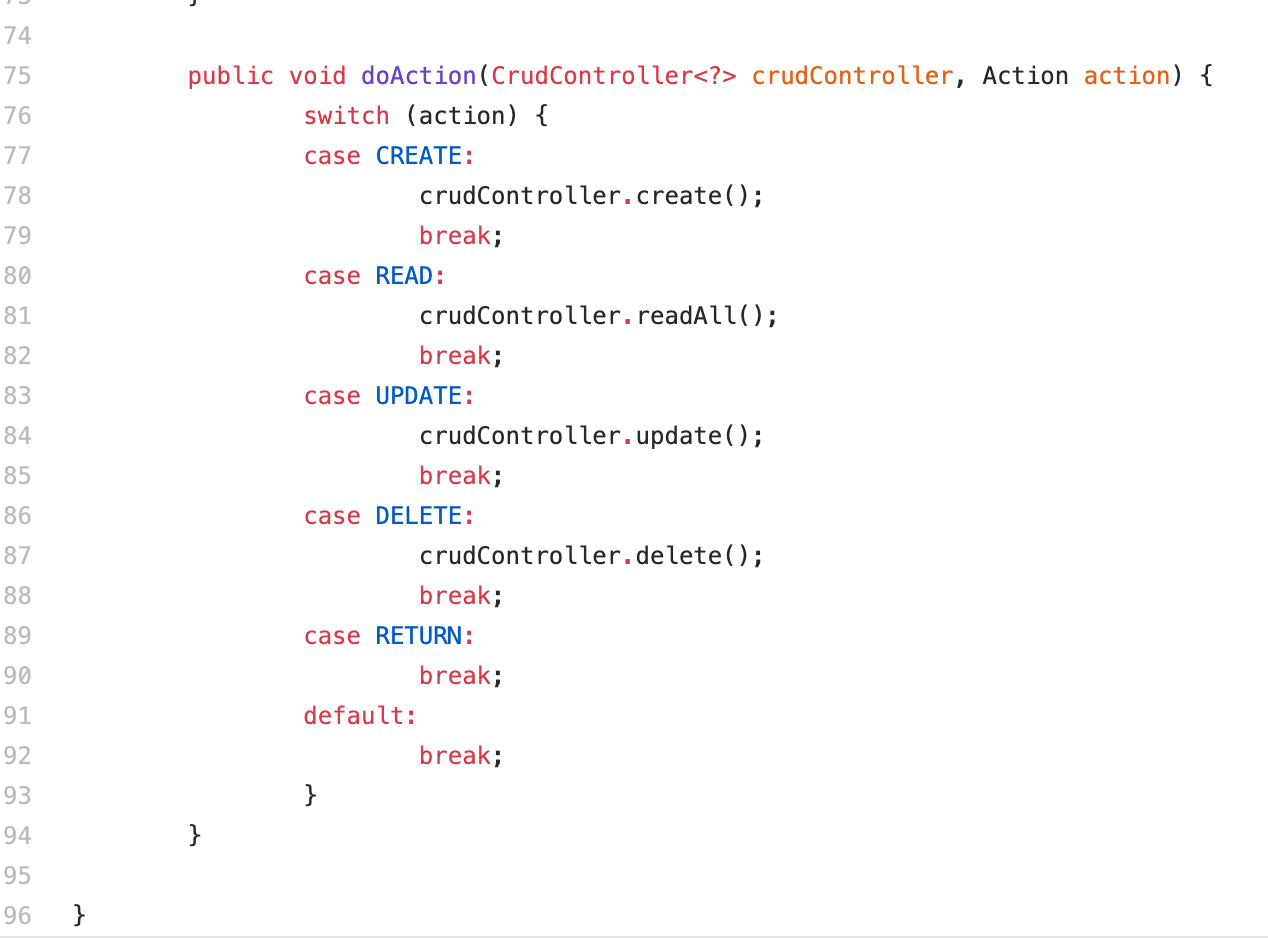 74
75 public void doAction(CrudController<?> crudController, Action action) {
76 switch (action) {
77 case CREATE:
78 crudController.create();
79 break;
80 case READ:
81 crudController.readAll();
82 break;
83 case UPDATE:
84 crudController.update();
85 break;
86 case DELETE:
87 crudController.delete();
88 break;
89 case RETURN:
90 break;
91 default:
92 break;
93 }
94 }
95
96 }